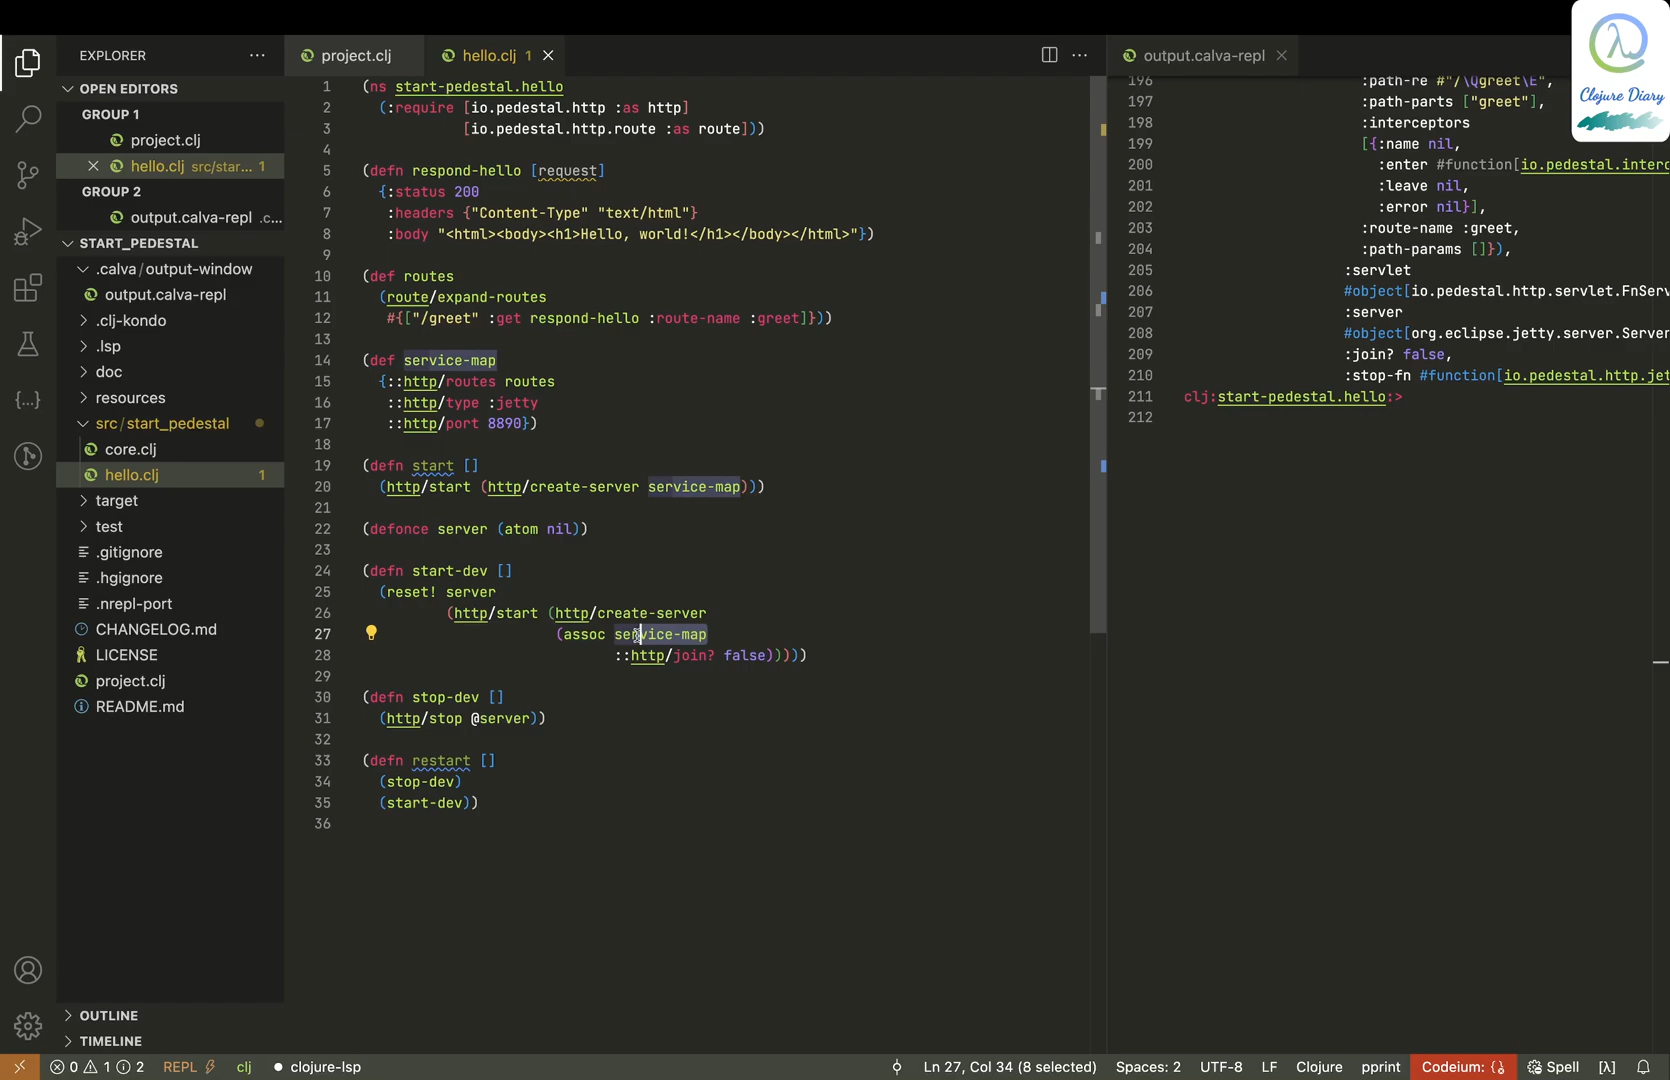 EXPLORER
OPEN EDITORS
GROUP 1
project.clj
hello.clj src/star... 1
GROUP 2
output.calva-repl .c...
START_PEDESTAL
.calva/output-window
output.calva-repl
.clj-kondo
.lsp
doc
resources
src/start_pedestal
core.clj
hello.clj 1
target
test
.gitignore
.hgignore
.nrepl-port
CHANGELOG.md
LICENSE
project.clj
README.md
OUTLINE
TIMELINE
project.clj
hello.clj 1
1 (ns start-pedestal.hello
2 (:require [io.pedestal.http :as http]
3 [io.pedestal.http.route :as route]))
4
5 (defn respond-hello [request]
6 {:status 200
7 :headers {"Content-Type" "text/html"}
8 :body "<html><body><h1>Hello, world!</h1></body></html>"})
9
10 (def routes
11 (route/expand-routes
12 #{["/greet" :get respond-hello :route-name :greet]}))
13
14 (def service-map
15 {::http/routes routes
16 ::http/type :jetty
17 ::http/port 8890})
18
19 (defn start []
20 (http/start (http/create-server service-map)))
21
22 (defonce server (atom nil))
23
24 (defn start-dev []
25 (reset! server
26 (http/start (http/create-server
27 (assoc service-map
28 ::http/join? false)))))
29
30 (defn stop-dev []
31 (http/stop @server))
32
33 (defn restart []
34 (stop-dev)
35 (start-dev))
36
output.calva-repl
196 :path-re #"/\Qgreet\E",
197 :path-parts ["greet"],
198 :interceptors
199 [{:name nil,
200 :enter #function[io.pedestal.interc
201 :leave nil,
202 :error nil}],
203 :route-name :greet,
204 :path-params []}),
205 :servlet
206 #object[io.pedestal.http.servlet.FnServ
207 :server
208 #object[org.eclipse.jetty.server.Server
209 :join? false,
210 :stop-fn #function[io.pedestal.http.jet
211 clj:start-pedestal.hello:>
212
λ
Clojure Diary
0 1 2 REPL clj clojure-lsp Ln 27, Col 34 (8 selected) Spaces: 2 UTF-8 LF Clojure pprint Codeium: {} Spell [λ]